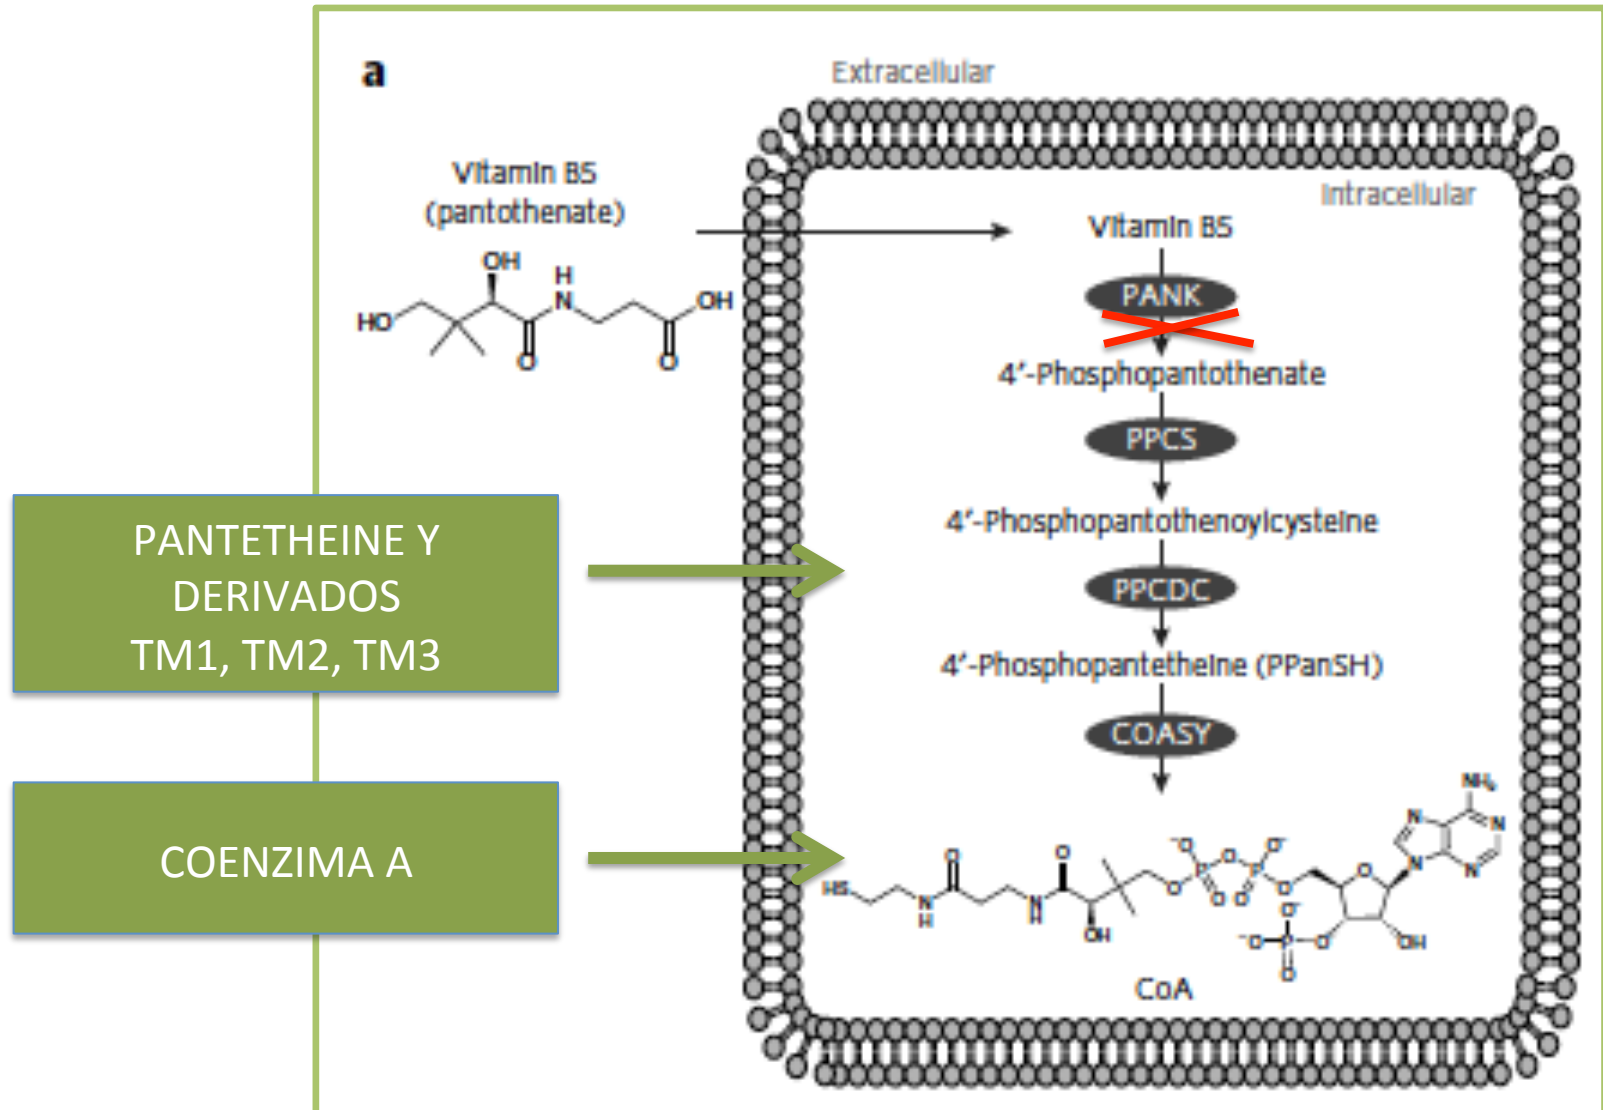 a
Extracellular
Vitamin B5
(pantothenate)
OH
H
N
HO
OH
O
O
Intracellular
Vitamin B5
PANK
4′-Phosphopantothenate
PPCS
4′-Phosphopantothenoylcysteine
PPCDC
4′-Phosphopantetheine (PPanSH)
COASY
PANTETHEINE Y
DERIVADOS
TM1, TM2, TM3
COENZIMA A
NH₂
N
N
N
N
O
O
⁻O
O
O⁻
P
P
O
O
O
O
O
HS
N
H
N
H
OH
O⁻
⁻O
P
O
OH
O
CoA